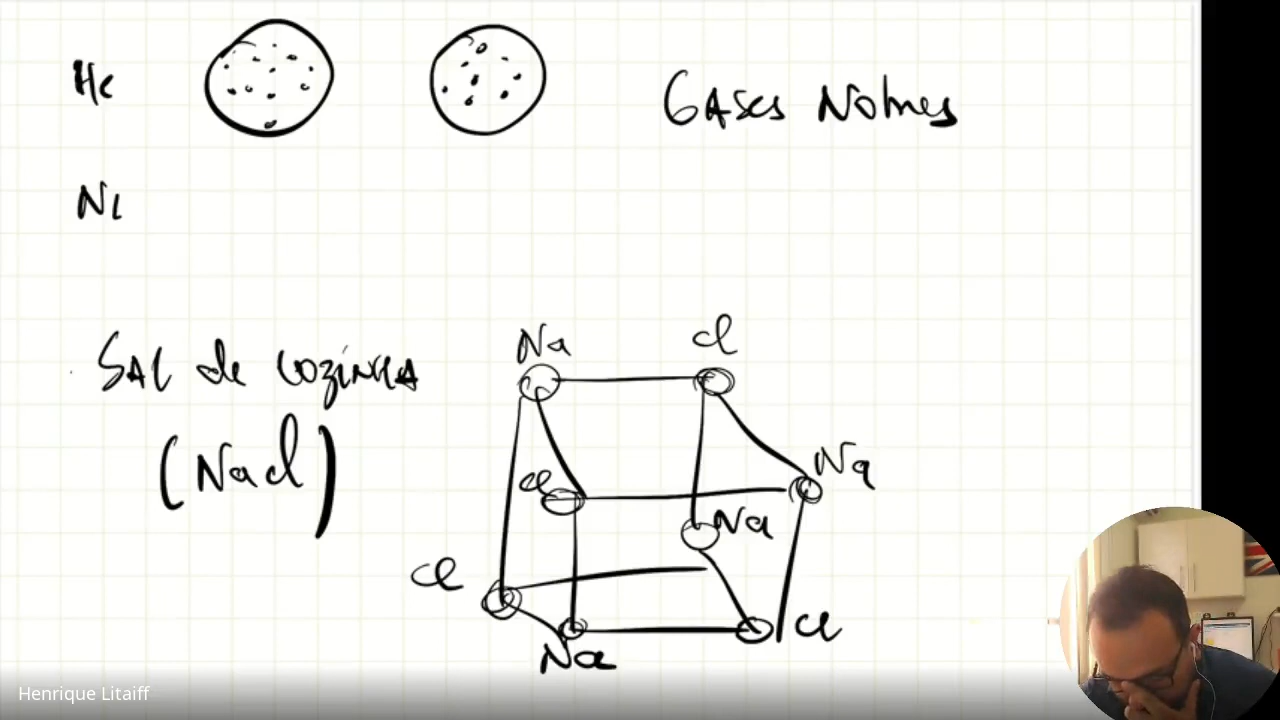 He
GASES NOBRES
Ne
SAL de COZINHA
(NaCl)
Na
Cl
Cl
Na
Na
Cl
Na
Cl
Henrique Litaiff